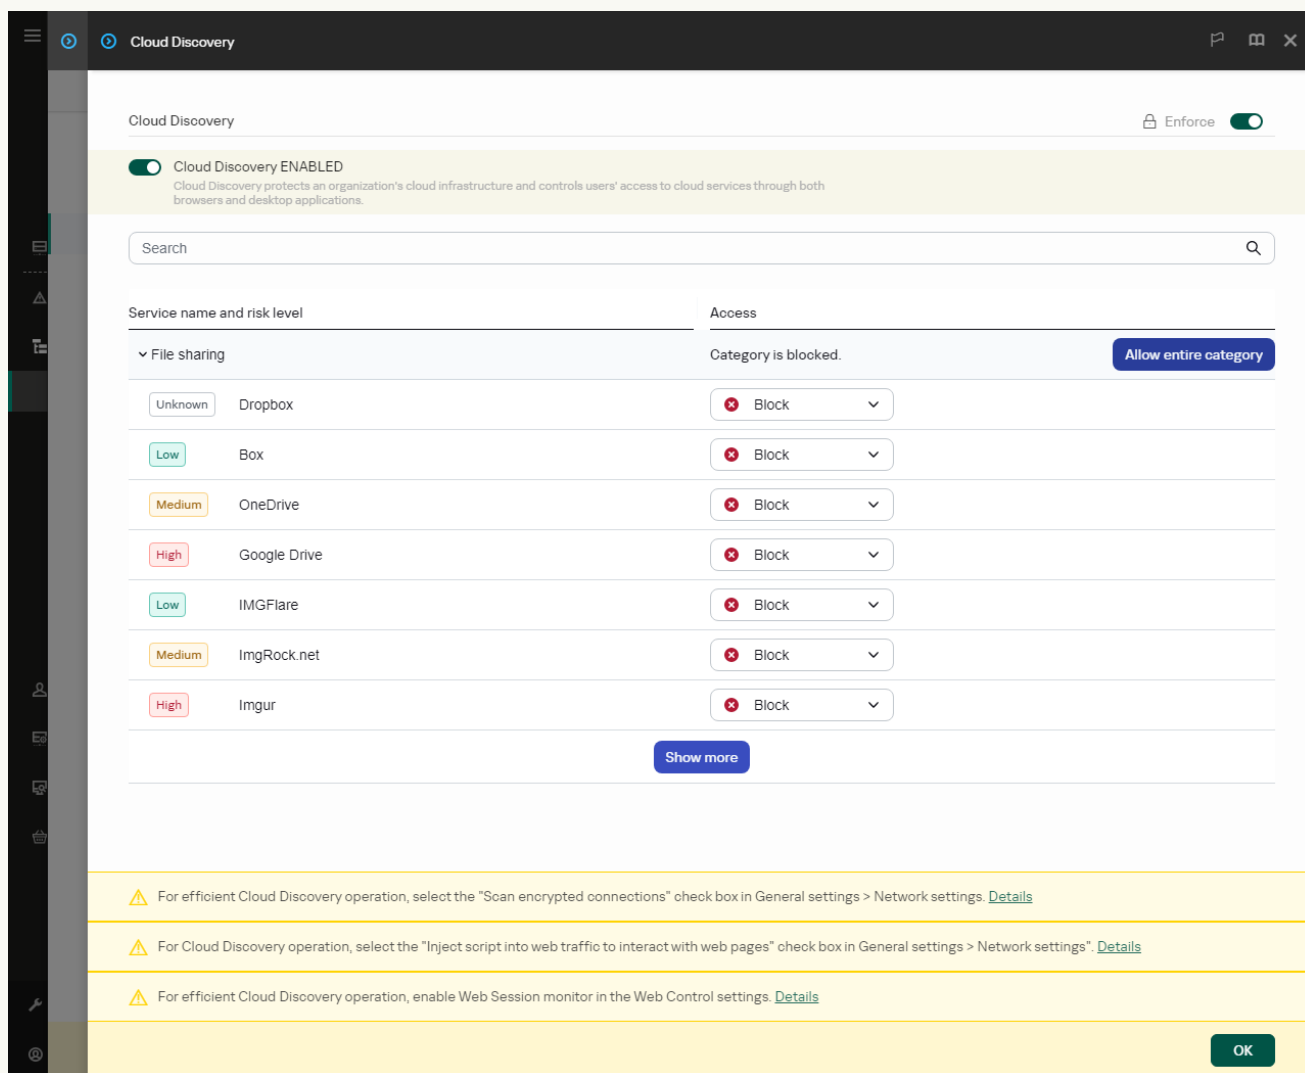 Cloud Discovery
Cloud Discovery
Enforce
Cloud Discovery ENABLED
Cloud Discovery protects an organization's cloud infrastructure and controls users' access to cloud services through both
browsers and desktop applications.
Search
Service name and risk level
Access
File sharing
Category is blocked.
Allow entire category
Unknown
Dropbox
Block
Low
Box
Block
Medium
OneDrive
Block
High
Google Drive
Block
Low
IMGFlare
Block
Medium
ImgRock.net
Block
High
Imgur
Block
Show more
For efficient Cloud Discovery operation, select the "Scan encrypted connections" check box in General settings > Network settings. Details
For Cloud Discovery operation, select the "Inject script into web traffic to interact with web pages" check box in General settings > Network settings". Details
For efficient Cloud Discovery operation, enable Web Session monitor in the Web Control settings. Details
OK